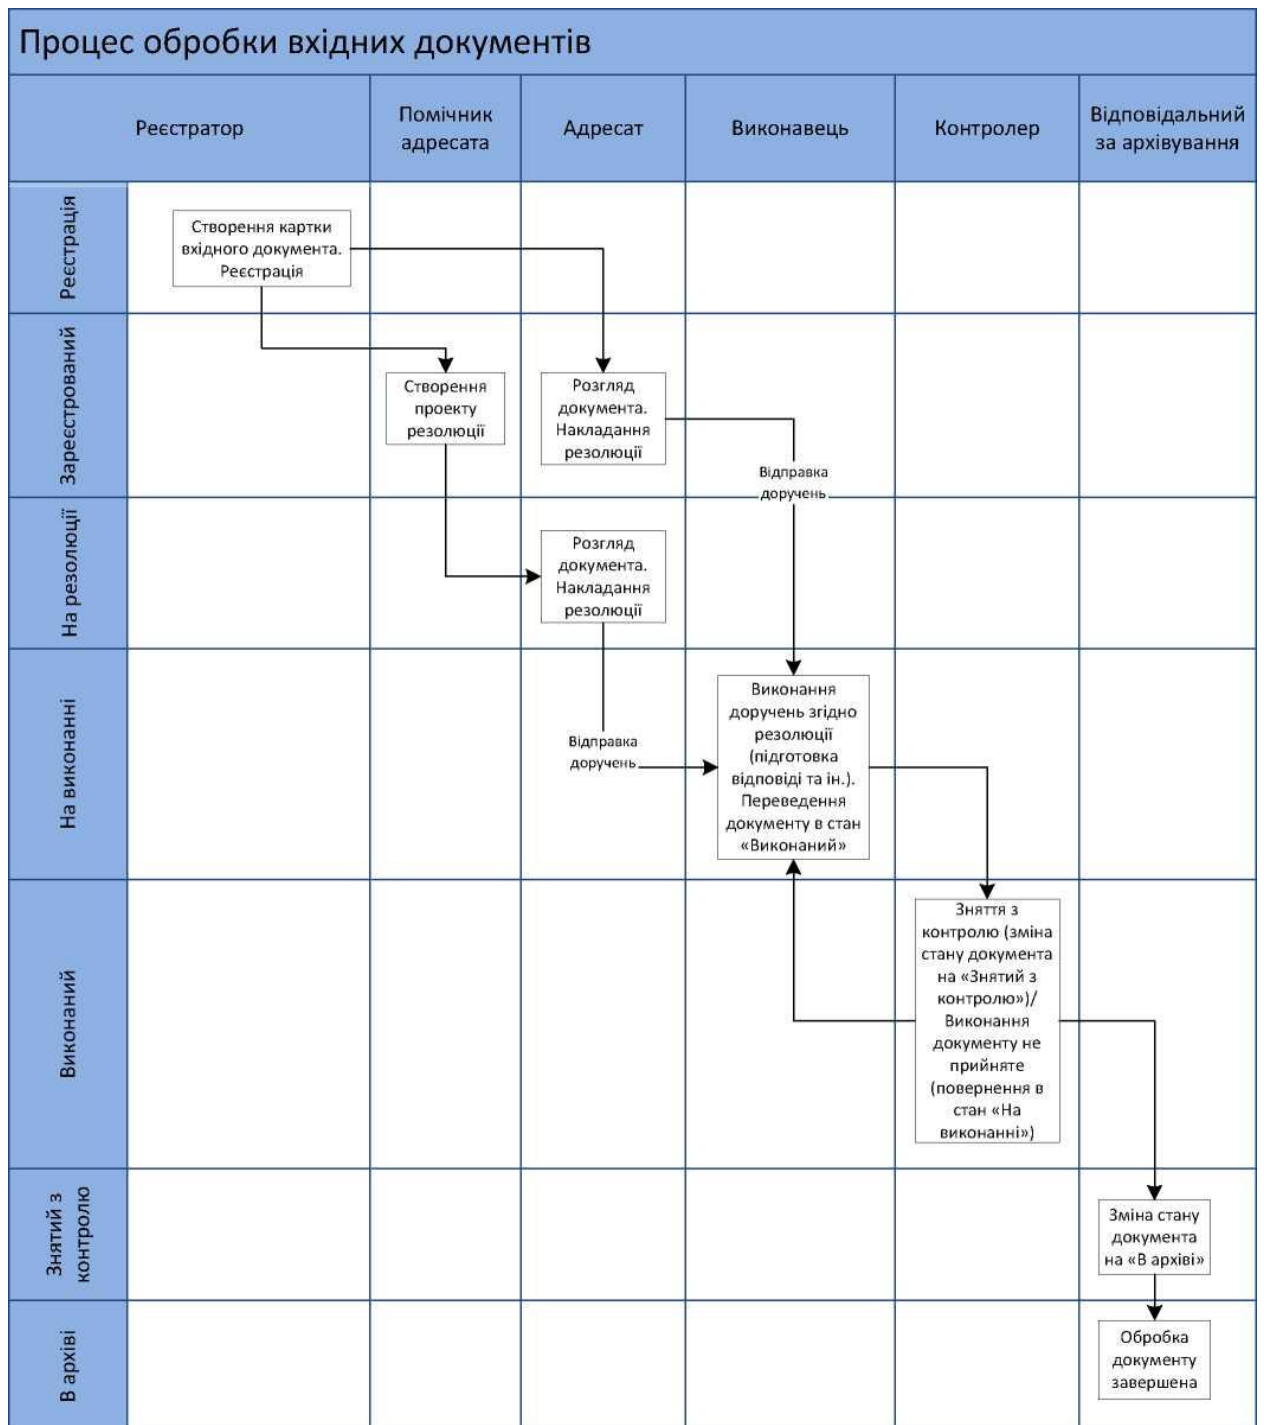 Процес обробки вхідних документів
Реєстратор
Помічник
адресата
Адресат
Виконавець
Контролер
Відповідальний
за архівування
Реєстрація
Створення картки
вхідного документа.
Реєстрація
Зареєстрований
Створення
проекту
резолюції
Розгляд
документа.
Накладання
резолюції
Відправка
доручень
На резолюції
Розгляд
документа.
Накладання
резолюції
На виконанні
Відправка
доручень
Виконання
доручень згідно
резолюції
(підготовка
відповіді та ін.).
Переведення
документу в стан
«Виконаний»
Виконаний
Зняття з
контролю (зміна
стану документа
на «Знятий з
контролю»)/
Виконання
документу не
прийняте
(повернення в
стан «На
виконанні»)
Знятий з
контролю
Зміна стану
документа
на «В архіві»
В архіві
Обробка
документу
завершена